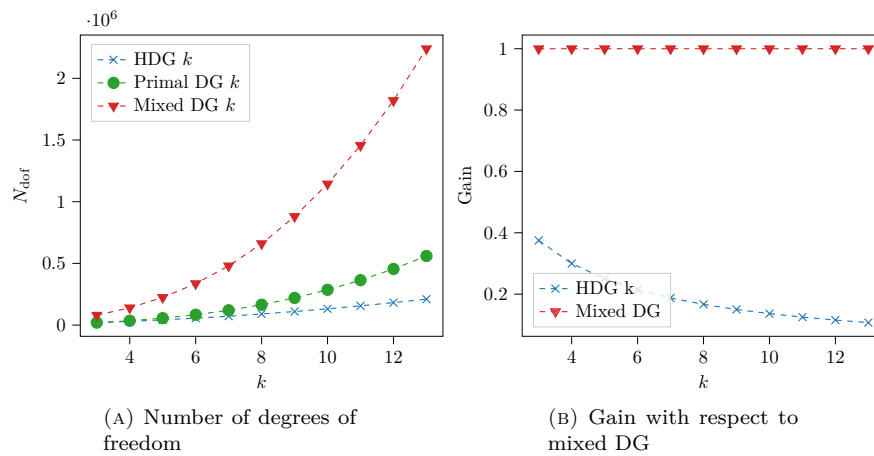 ·10⁶
HDG k
Primal DG k
Mixed DG k
2
1.5
1
0.5
0
N_dof
4 6 8 10 12
k
(A) Number of degrees of
freedom
1
0.8
0.6
0.4
0.2
Gain
HDG k
Mixed DG
4 6 8 10 12
k
(B) Gain with respect to
mixed DG